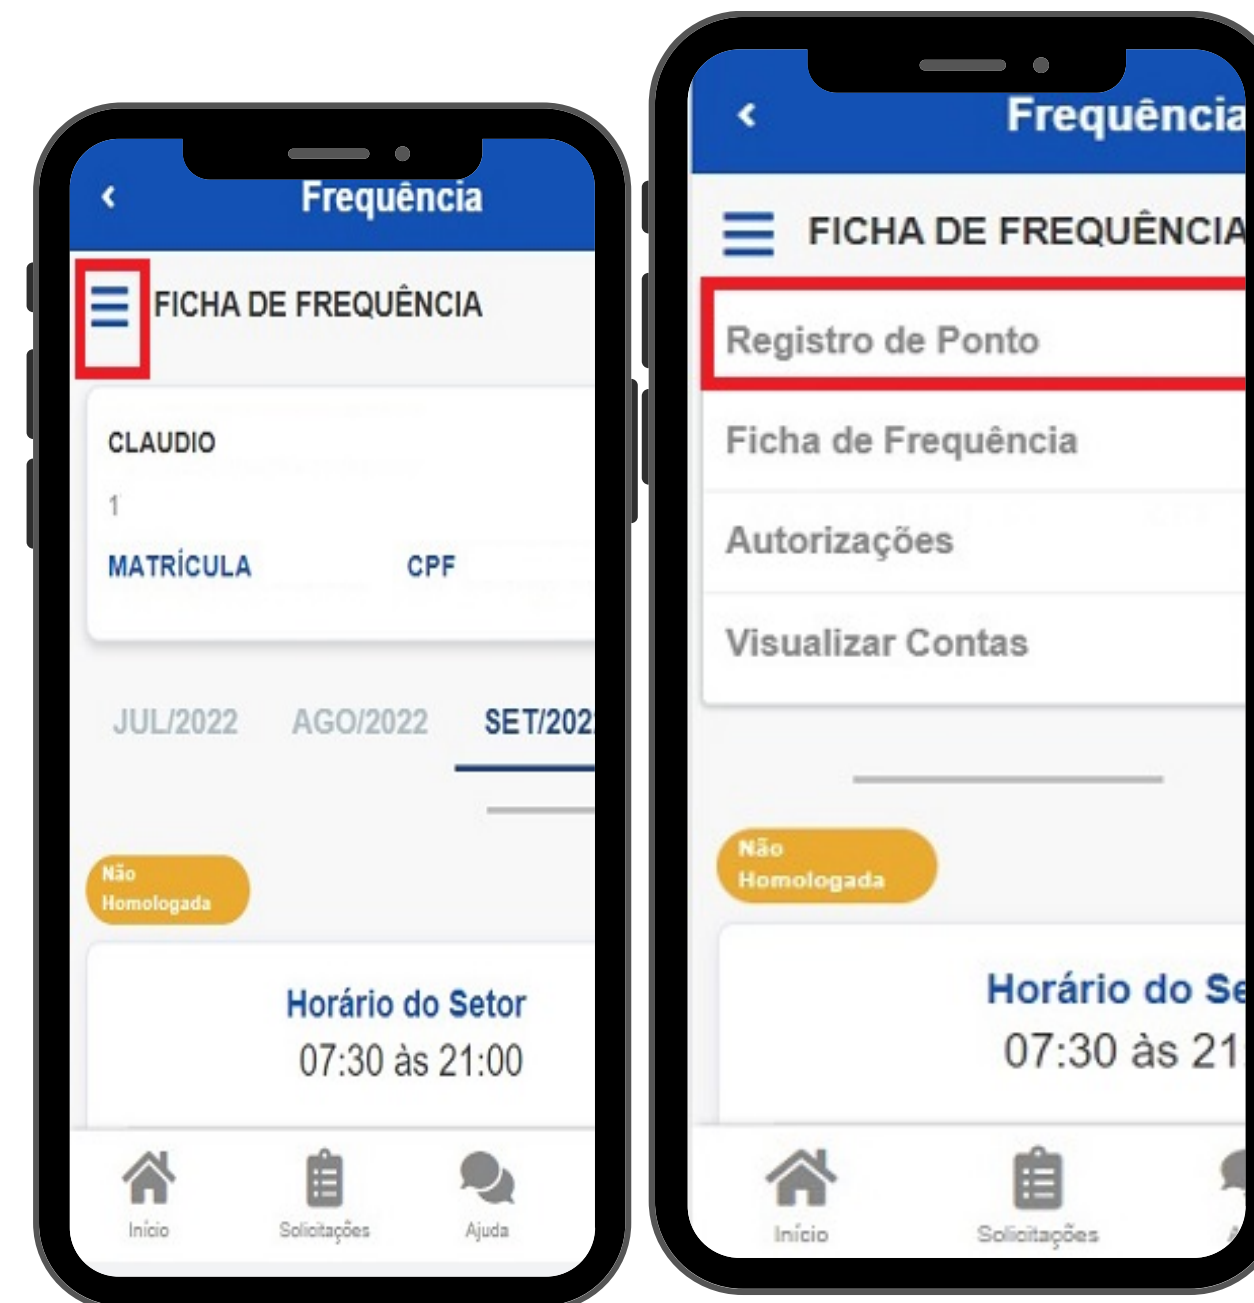 Frequência
FICHA DE FREQUÊNCIA
CLAUDIO
1
MATRÍCULA CPF
JUL/2022 AGO/2022 SET/202
Não
Homologada
Horário do Setor
07:30 às 21:00
Início Solicitações Ajuda
Frequência
FICHA DE FREQUÊNCIA
Registro de Ponto
Ficha de Frequência
Autorizações
Visualizar Contas
Não
Homologada
Horário do Se
07:30 às 21:
Início Solicitações A